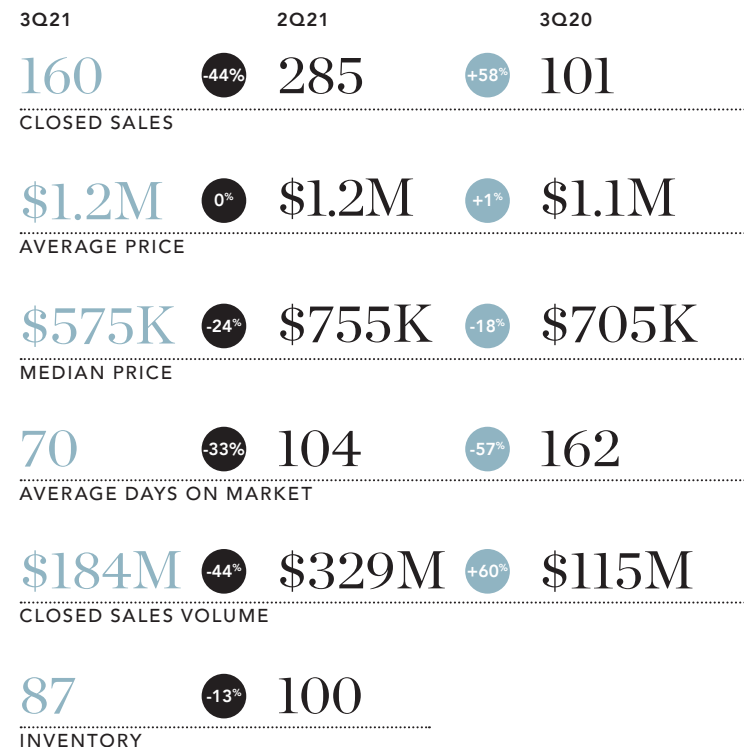 3Q21 2Q21 3Q20
160 -44% 285 +58% 101
CLOSED SALES
$1.2M 0% $1.2M +1% $1.1M
AVERAGE PRICE
$575K -24% $755K -18% $705K
MEDIAN PRICE
70 -33% 104 -57% 162
AVERAGE DAYS ON MARKET
$184M -44% $329M +60% $115M
CLOSED SALES VOLUME
87 -13% 100
INVENTORY